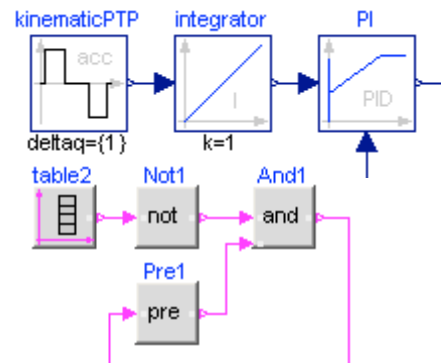 kinematicPTP integrator PI
acc I PID
deltaq={1} k=1
table2 Not1 And1
not and
Pre1
pre